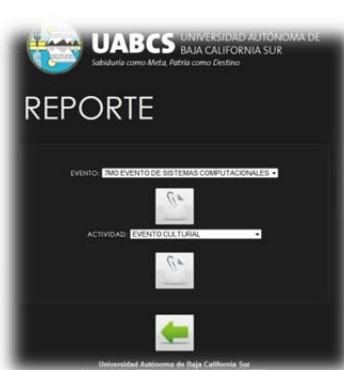 UABCS UNIVERSIDAD AUTÓNOMA DE
BAJA CALIFORNIA SUR
Sabiduría como Meta, Patria como Destino
REPORTE
EVENTO: 7MO EVENTO DE SISTEMAS COMPUTACIONALES
ACTIVIDAD: EVENTO CULTURAL
Universidad Autónoma de Baja California Sur